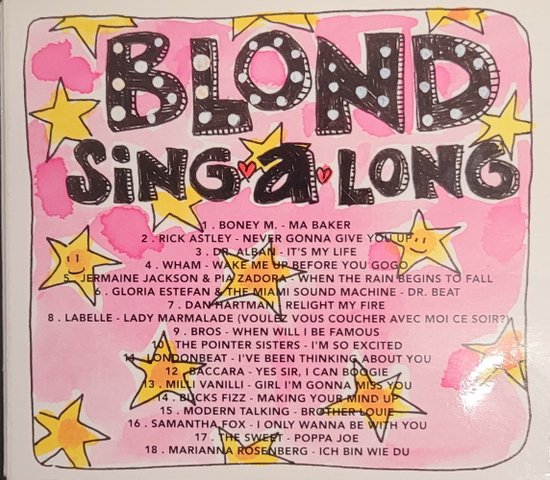 BLOND
SiNG.a.LONG
1 . BONEY M. - MA BAKER
2 . RICK ASTLEY - NEVER GONNA GIVE YOU UP
3 . DR. ALBAN - IT'S MY LIFE
4 . WHAM - WAKE ME UP BEFORE YOU GOGO
5 . JERMAINE JACKSON & PIA ZADORA - WHEN THE RAIN BEGINS TO FALL
6 . GLORIA ESTEFAN & THE MIAMI SOUND MACHINE - DR. BEAT
7 . DAN HARTMAN - RELIGHT MY FIRE
8 . LABELLE - LADY MARMALADE (VOULEZ VOUS COUCHER AVEC MOI CE SOIR?)
9 . BROS - WHEN WILL I BE FAMOUS
10 . THE POINTER SISTERS - I'M SO EXCITED
11 . LONDONBEAT - I'VE BEEN THINKING ABOUT YOU
12 . BACCARA - YES SIR, I CAN BOOGIE
13 . MILLI VANILLI - GIRL I'M GONNA MISS YOU
14 . BUCKS FIZZ - MAKING YOUR MIND UP
15 . MODERN TALKING - BROTHER LOUIE
16 . SAMANTHA FOX - I ONLY WANNA BE WITH YOU
17 . THE SWEET - POPPA JOE
18 . MARIANNA ROSENBERG - ICH BIN WIE DU